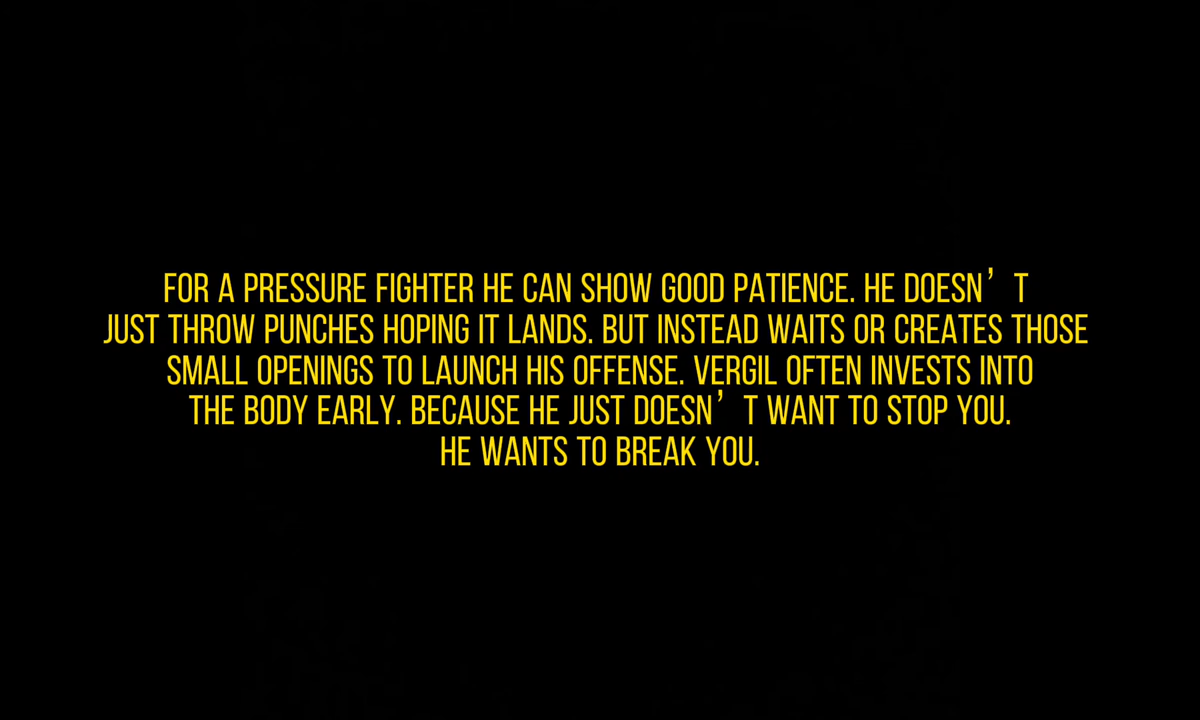 FOR A PRESSURE FIGHTER HE CAN SHOW GOOD PATIENCE. HE DOESN’T
JUST THROW PUNCHES HOPING IT LANDS. BUT INSTEAD WAITS OR CREATES THOSE
SMALL OPENINGS TO LAUNCH HIS OFFENSE. VERGIL OFTEN INVESTS INTO
THE BODY EARLY. BECAUSE HE JUST DOESN’T WANT TO STOP YOU.
HE WANTS TO BREAK YOU.